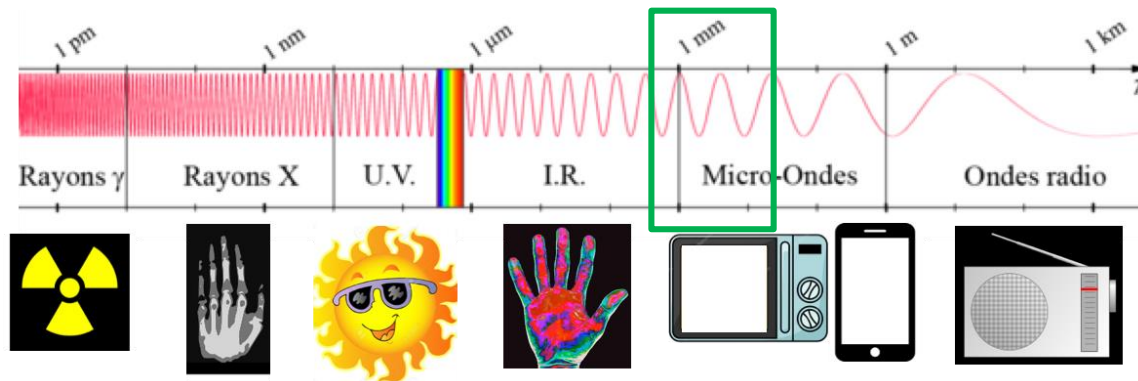 1 pm 1 nm 1 μm 1 mm 1 m 1 km
Rayons γ Rayons X U.V. I.R. Micro-Ondes Ondes radio